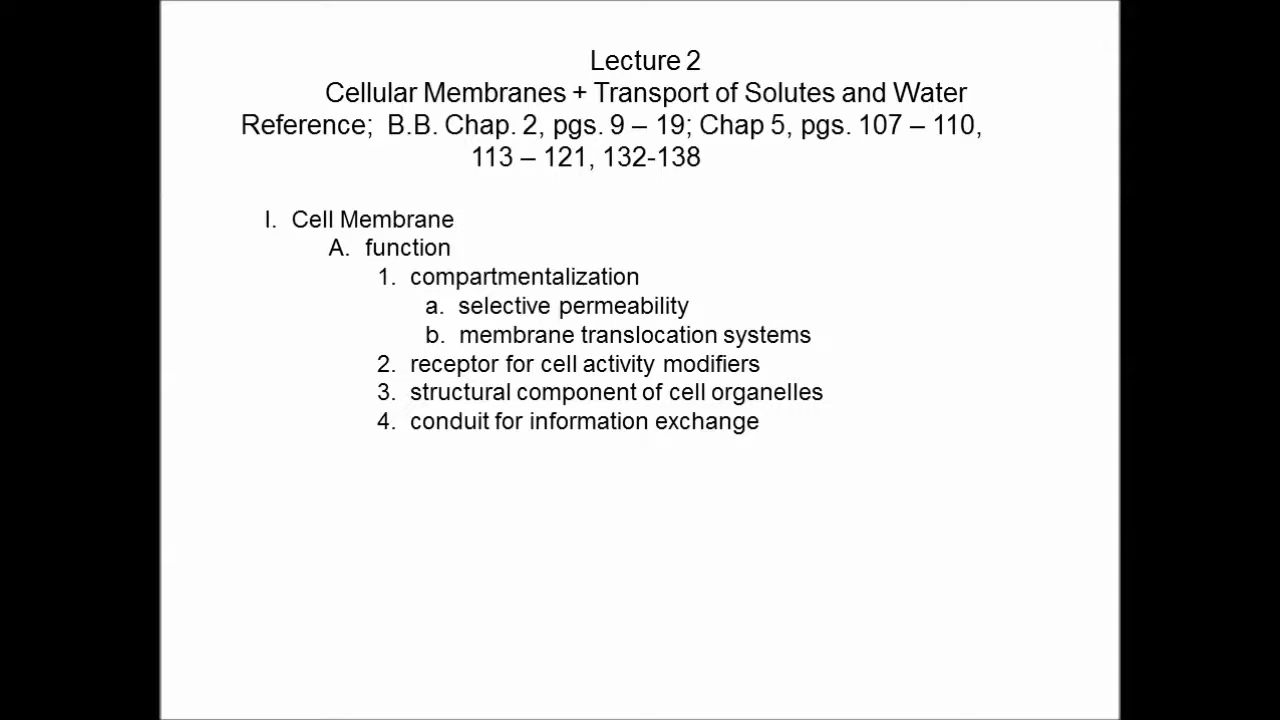 Lecture 2
Cellular Membranes + Transport of Solutes and Water
Reference;  B.B. Chap. 2, pgs. 9 – 19; Chap 5, pgs. 107 – 110,
113 – 121, 132-138
I.  Cell Membrane
A.  function
1.  compartmentalization
a.  selective permeability
b.  membrane translocation systems
2.  receptor for cell activity modifiers
3.  structural component of cell organelles
4.  conduit for information exchange